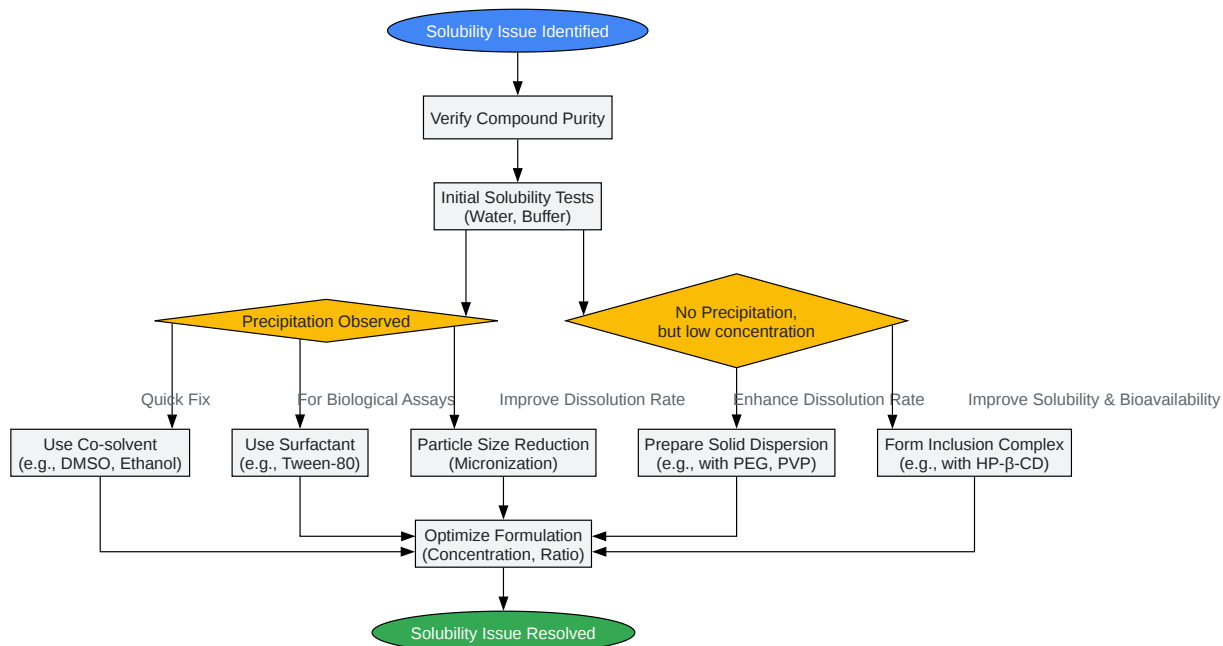 Solubility Issue Identified
Verify Compound Purity
Initial Solubility Tests
(Water, Buffer)
Precipitation Observed
No Precipitation,
but low concentration
Quick Fix
For Biological Assays
Improve Dissolution Rate
Enhance Dissolution Rate
Improve Solubility & Bioavailability
Use Co-solvent
(e.g., DMSO, Ethanol)
Use Surfactant
(e.g., Tween-80)
Particle Size Reduction
(Micronization)
Prepare Solid Dispersion
(e.g., with PEG, PVP)
Form Inclusion Complex
(e.g., with HP-β-CD)
Optimize Formulation
(Concentration, Ratio)
Solubility Issue Resolved